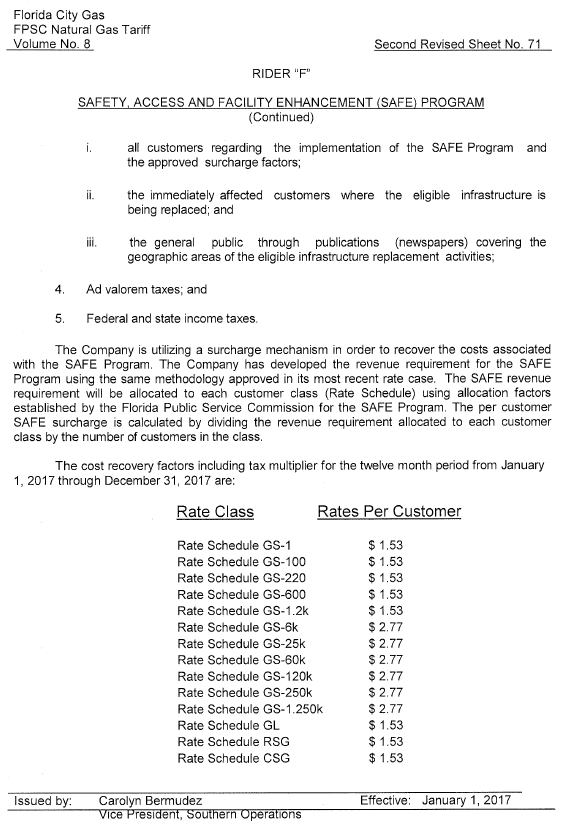 Florida City Gas
FPSC Natural Gas Tariff
Volume No. 8 Second Revised Sheet No. 71
RIDER "F"
SAFETY, ACCESS AND FACILITY ENHANCEMENT (SAFE) PROGRAM
(Continued)
i. all customers regarding the implementation of the SAFE Program and
the approved surcharge factors;
ii. the immediately affected customers where the eligible infrastructure is
being replaced; and
iii. the general public through publications (newspapers) covering the
geographic areas of the eligible infrastructure replacement activities;
4. Ad valorem taxes; and
5. Federal and state income taxes.
The Company is utilizing a surcharge mechanism in order to recover the costs associated
with the SAFE Program. The Company has developed the revenue requirement for the SAFE
Program using the same methodology approved in its most recent rate case. The SAFE revenue
requirement will be allocated to each customer class (Rate Schedule) using allocation factors
established by the Florida Public Service Commission for the SAFE Program. The per customer
SAFE surcharge is calculated by dividing the revenue requirement allocated to each customer
class by the number of customers in the class.
The cost recovery factors including tax multiplier for the twelve month period from January
1, 2017 through December 31, 2017 are:
Rate Class Rates Per Customer
Rate Schedule GS-1 $ 1.53
Rate Schedule GS-100 $ 1.53
Rate Schedule GS-220 $ 1.53
Rate Schedule GS-600 $ 1.53
Rate Schedule GS-1.2k $ 1.53
Rate Schedule GS-6k $ 2.77
Rate Schedule GS-25k $ 2.77
Rate Schedule GS-60k $ 2.77
Rate Schedule GS-120k $ 2.77
Rate Schedule GS-250k $ 2.77
Rate Schedule GS-1.250k $ 2.77
Rate Schedule GL $ 1.53
Rate Schedule RSG $ 1.53
Rate Schedule CSG $ 1.53
Issued by: Carolyn Bermudez Effective: January 1, 2017
Vice President, Southern Operations